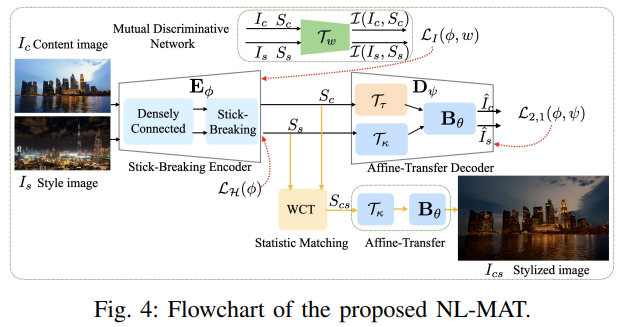 Mutual Discriminative Network
I_c S_c
I_s S_s
𝒯_w
ℐ(I_c, S_c)
ℐ(I_s, S_s)
ℒ_I(ϕ, w)
I_c Content image
E_ϕ
Densely Connected
Stick-Breaking
Stick-Breaking Encoder
I_s Style image
ℒ_ℋ(ϕ)
S_c
S_s
D_ψ
𝒯_τ
𝒯_κ
B_θ
Î_c
Î_s
Affine-Transfer Decoder
ℒ_{2,1}(ϕ, ψ)
WCT
Statistic Matching
S_cs
𝒯_κ
B_θ
Affine-Transfer
I_cs Stylized image
Fig. 4: Flowchart of the proposed NL-MAT.